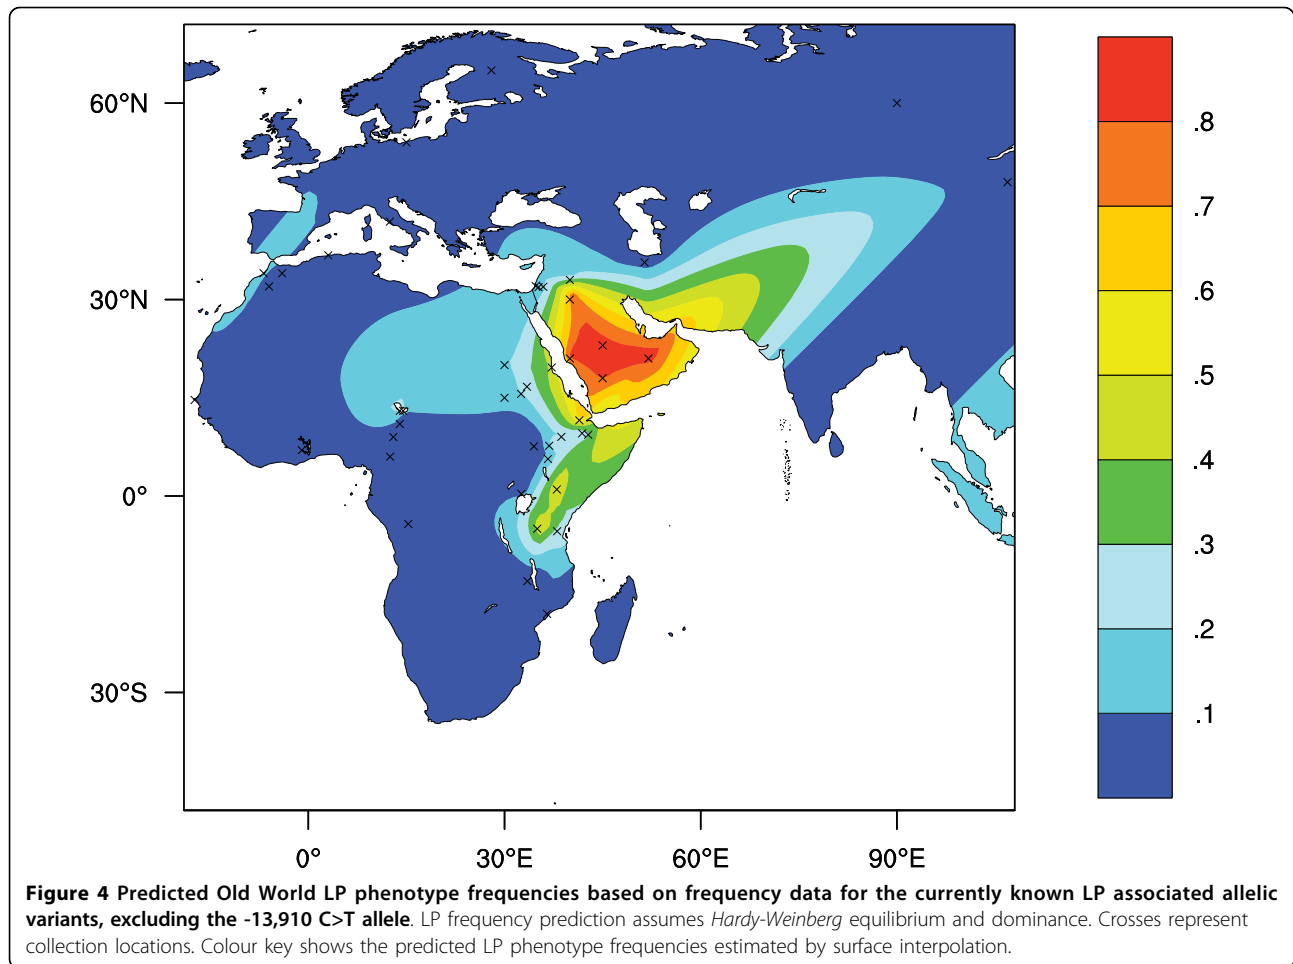 60°N
30°N
0°
30°S
0°
30°E
60°E
90°E
.8
.7
.6
.5
.4
.3
.2
.1
Figure 4 Predicted Old World LP phenotype frequencies based on frequency data for the currently known LP associated allelic
variants, excluding the -13,910 C>T allele. LP frequency prediction assumes Hardy-Weinberg equilibrium and dominance. Crosses represent
collection locations. Colour key shows the predicted LP phenotype frequencies estimated by surface interpolation.